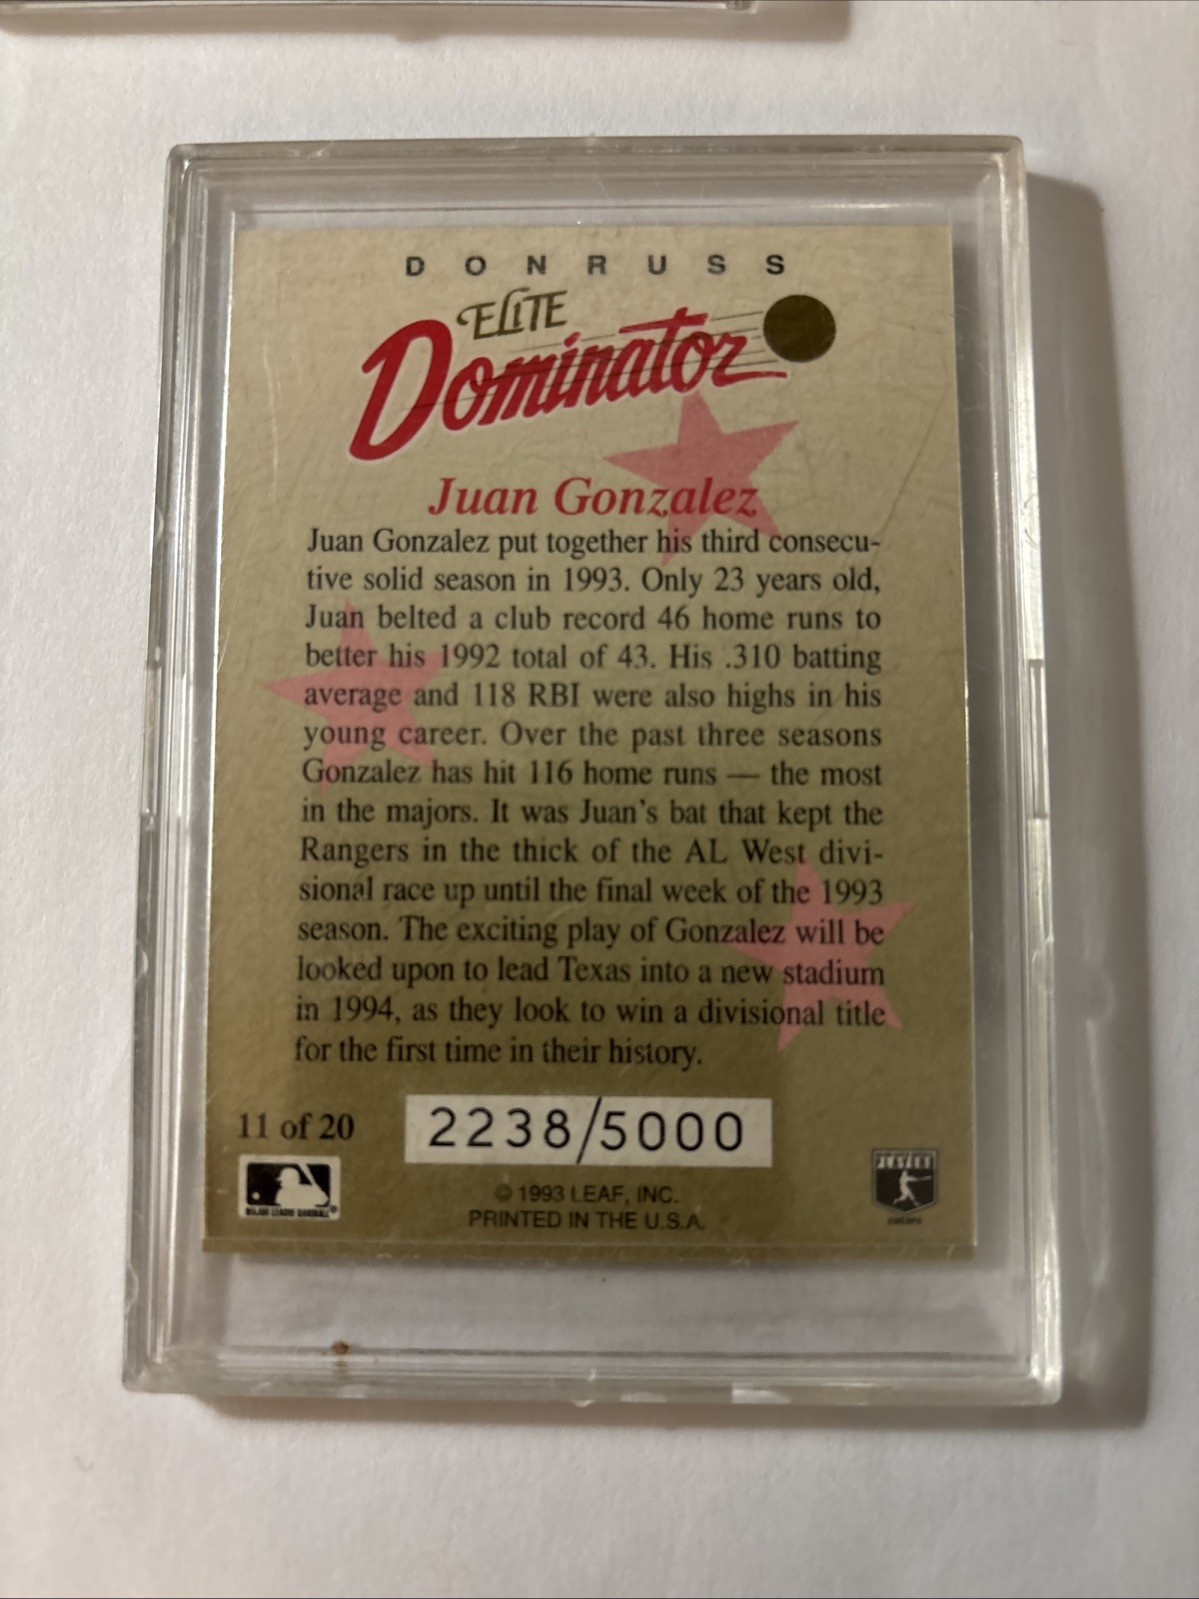 DONRUSS
ELITE
Dominator
Juan Gonzalez
Juan Gonzalez put together his third consecu-
tive solid season in 1993. Only 23 years old,
Juan belted a club record 46 home runs to
better his 1992 total of 43. His .310 batting
average and 118 RBI were also highs in his
young career. Over the past three seasons
Gonzalez has hit 116 home runs — the most
in the majors. It was Juan's bat that kept the
Rangers in the thick of the AL West divi-
sional race up until the final week of the 1993
season. The exciting play of Gonzalez will be
looked upon to lead Texas into a new stadium
in 1994, as they look to win a divisional title
for the first time in their history.
11 of 20
2238/5000
MAJOR LEAGUE BASEBALL®
© 1993 LEAF, INC.
PRINTED IN THE U.S.A.
PLAYERS